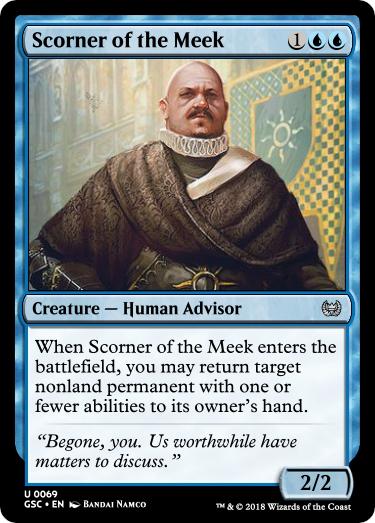 Scorner of the Meek 1
Creature — Human Advisor
When Scorner of the Meek enters the
battlefield, you may return target
nonland permanent with one or
fewer abilities to its owner's hand.
“Begone, you. Us worthwhile have
matters to discuss.”
2/2
U 0069
GSC • EN Bandai Namco
™ & © 2018 Wizards of the Coast